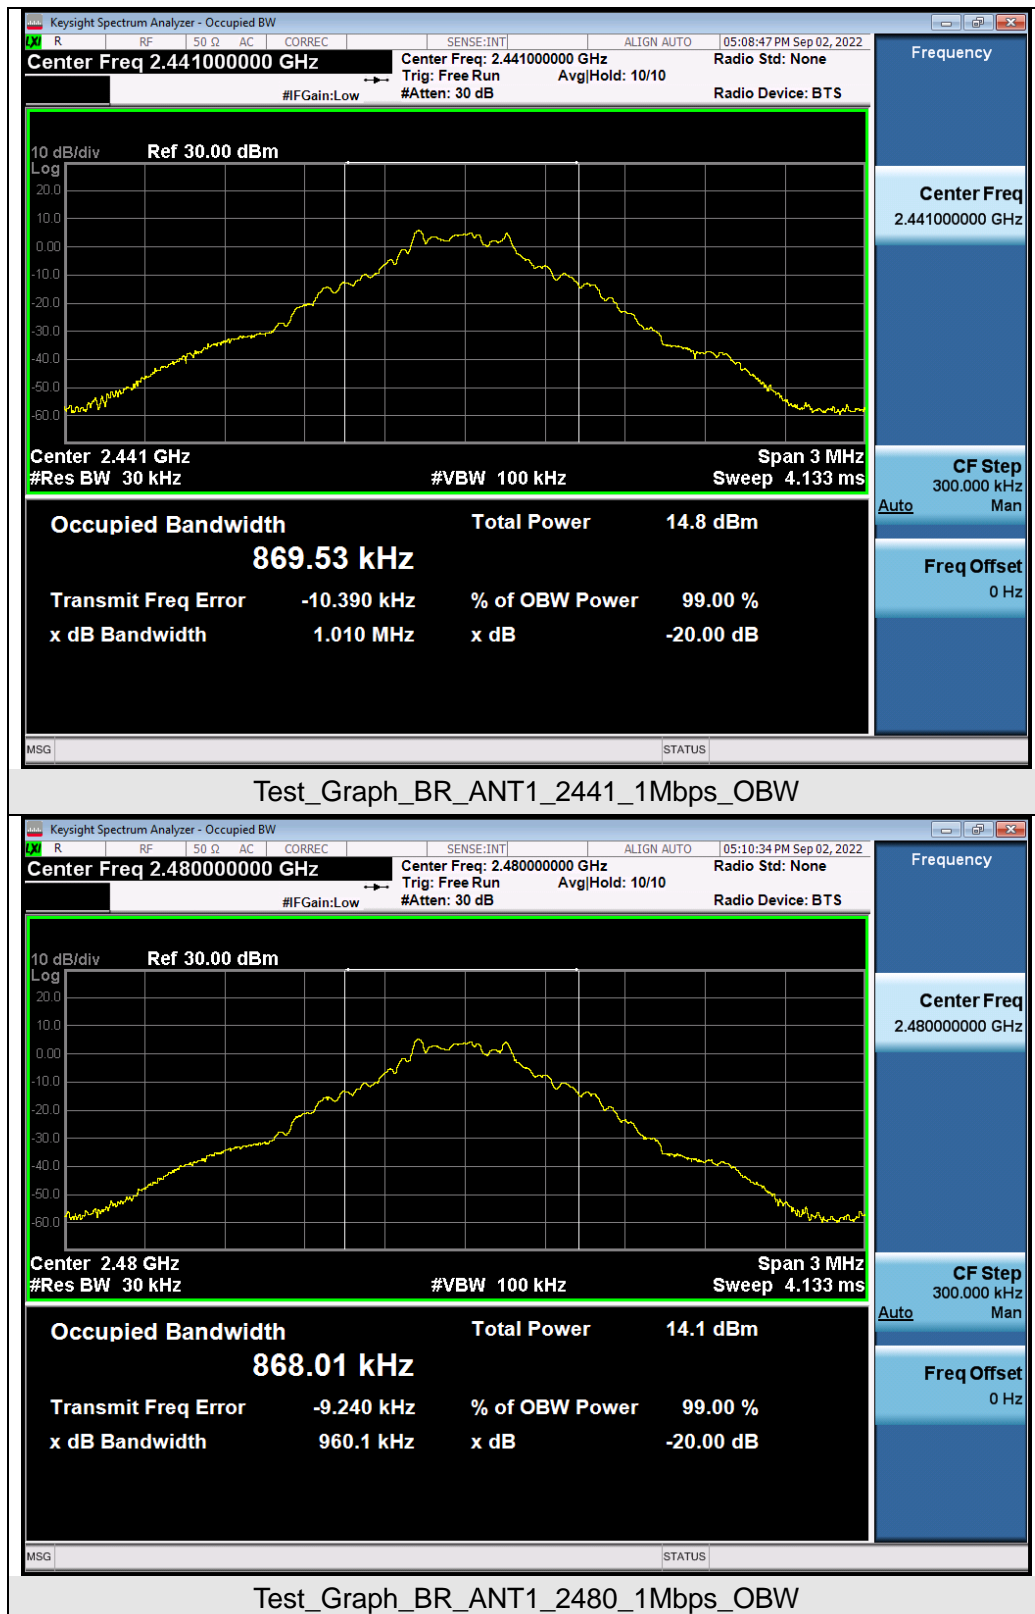 Keysight Spectrum Analyzer - Occupied BW
LXI R RF 50 Ω AC CORREC SENSE:INT ALIGN AUTO 05:08:47 PM Sep 02, 2022
Center Freq 2.441000000 GHz
Center Freq: 2.441000000 GHz
Radio Std: None
Trig: Free Run Avg|Hold: 10/10
#IFGain:Low #Atten: 30 dB Radio Device: BTS
Frequency
10 dB/div Ref 30.00 dBm
Log
20.0
10.0
0.00
-10.0
-20.0
-30.0
-40.0
-50.0
-60.0
Center 2.441 GHz Span 3 MHz
#Res BW 30 kHz #VBW 100 kHz Sweep 4.133 ms
Center Freq
2.441000000 GHz
CF Step
300.000 kHz
Auto Man
Freq Offset
0 Hz
Occupied Bandwidth Total Power 14.8 dBm
869.53 kHz
Transmit Freq Error -10.390 kHz % of OBW Power 99.00 %
x dB Bandwidth 1.010 MHz x dB -20.00 dB
MSG STATUS
Test_Graph_BR_ANT1_2441_1Mbps_OBW
Keysight Spectrum Analyzer - Occupied BW
LXI R RF 50 Ω AC CORREC SENSE:INT ALIGN AUTO 05:10:34 PM Sep 02, 2022
Center Freq 2.480000000 GHz
Center Freq: 2.480000000 GHz
Radio Std: None
Trig: Free Run Avg|Hold: 10/10
#IFGain:Low #Atten: 30 dB Radio Device: BTS
Frequency
10 dB/div Ref 30.00 dBm
Log
20.0
10.0
0.00
-10.0
-20.0
-30.0
-40.0
-50.0
-60.0
Center 2.48 GHz Span 3 MHz
#Res BW 30 kHz #VBW 100 kHz Sweep 4.133 ms
Center Freq
2.480000000 GHz
CF Step
300.000 kHz
Auto Man
Freq Offset
0 Hz
Occupied Bandwidth Total Power 14.1 dBm
868.01 kHz
Transmit Freq Error -9.240 kHz % of OBW Power 99.00 %
x dB Bandwidth 960.1 kHz x dB -20.00 dB
MSG STATUS
Test_Graph_BR_ANT1_2480_1Mbps_OBW